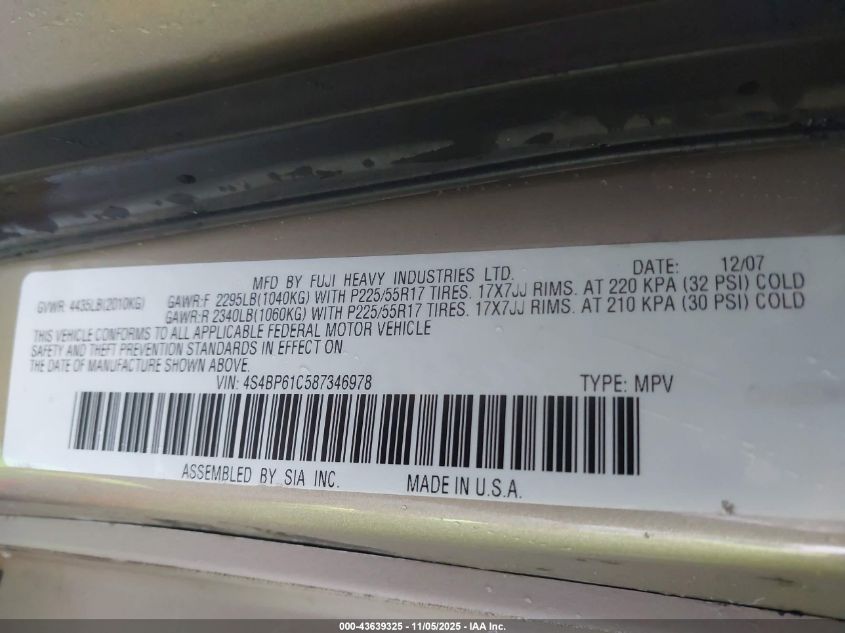 MFD BY FUJI HEAVY INDUSTRIES LTD. DATE: 12/07
GVWR: 4435LB(2010KG) GAWR:F 2295LB(1040KG) WITH P225/55R17 TIRES. 17X7JJ RIMS. AT 220 KPA (32 PSI) COLD
GAWR:R 2340LB(1060KG) WITH P225/55R17 TIRES. 17X7JJ RIMS. AT 210 KPA (30 PSI) COLD
THIS VEHICLE CONFORMS TO ALL APPLICABLE FEDERAL MOTOR VEHICLE
SAFETY AND THEFT PREVENTION STANDARDS IN EFFECT ON
THE DATE OF MANUFACTURE SHOWN ABOVE.
VIN: 4S4BP61C587346978 TYPE: MPV
ASSEMBLED BY SIA INC. MADE IN U.S.A.
000-43639325 - 11/05/2025 - IAA Inc.